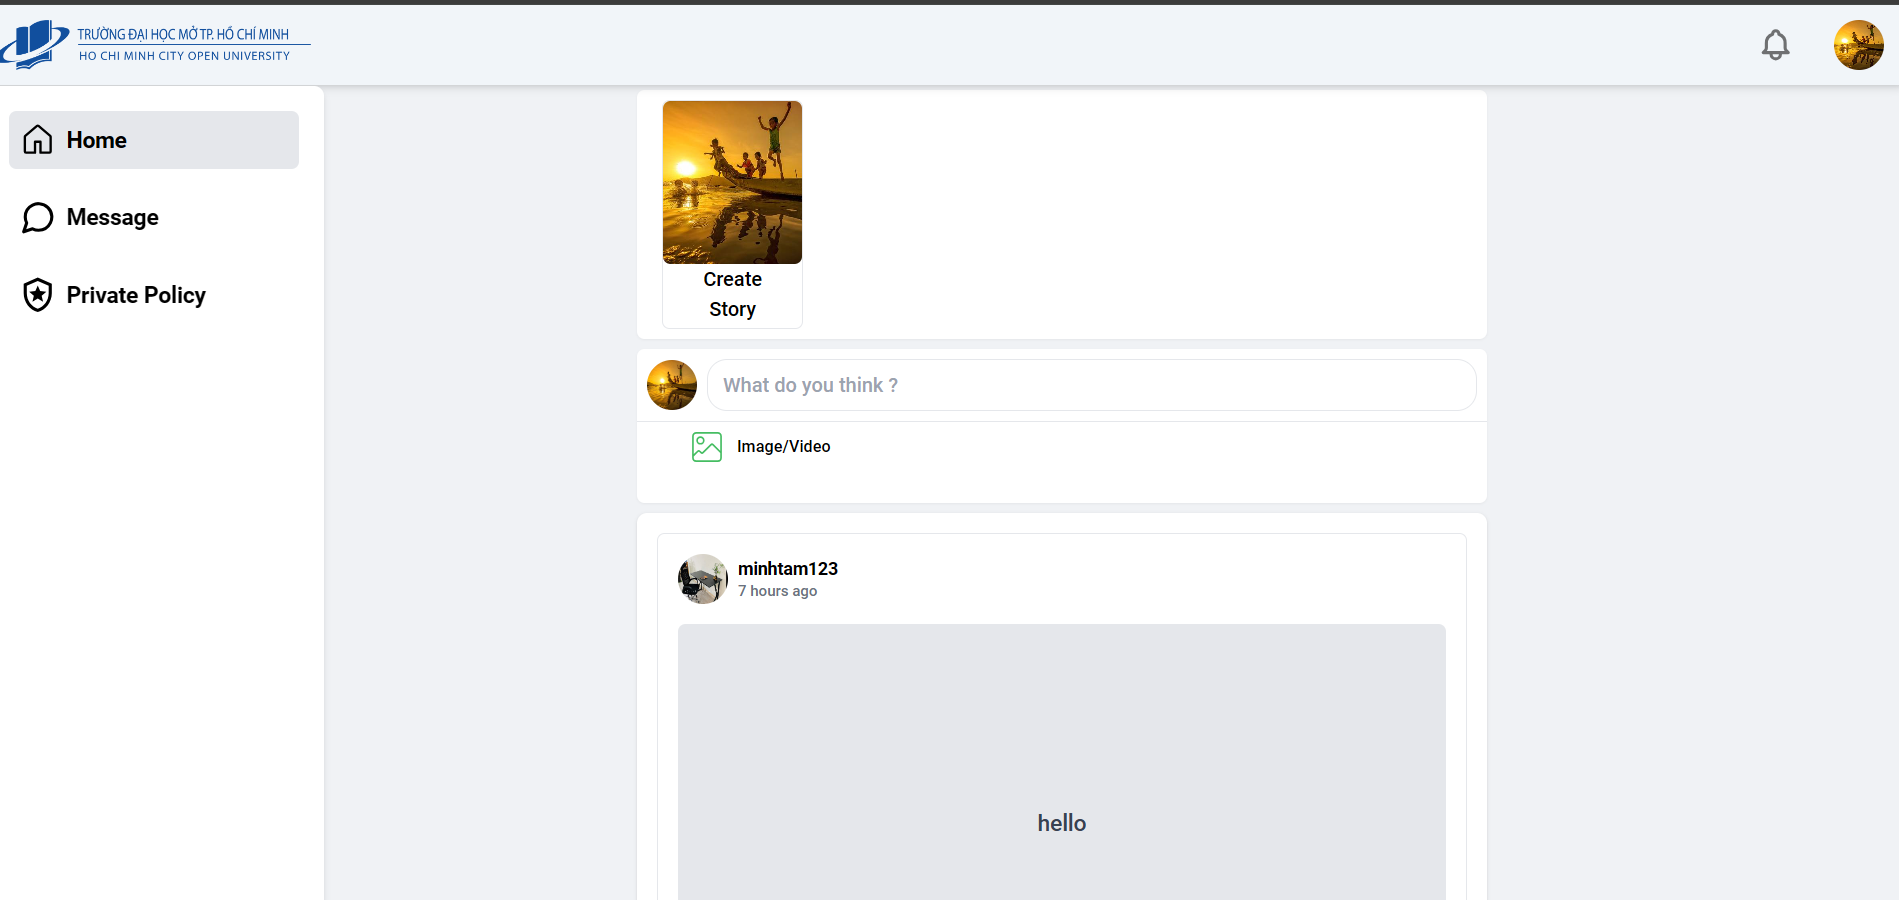 TRƯỜNG ĐẠI HỌC MỞ TP. HỒ CHÍ MINH
HO CHI MINH CITY OPEN UNIVERSITY
Home
Message
Private Policy
Create
Story
What do you think ?
Image/Video
minhtam123
7 hours ago
hello